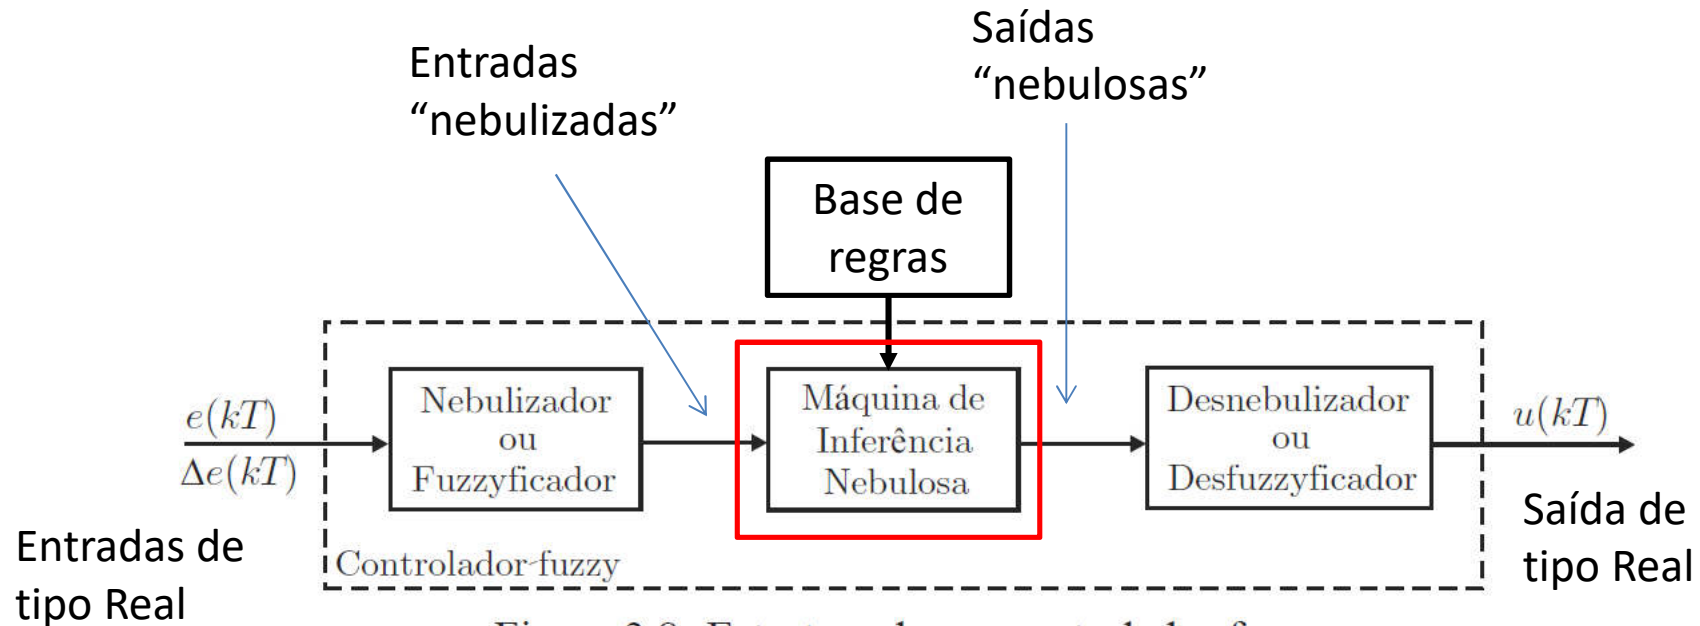 Entradas
“nebulizadas”
Saídas
“nebulosas”
Base de
regras
e(kT)
Δe(kT)
Nebulizador
ou
Fuzzyficador
Máquina de
Inferência
Nebulosa
Desnebulizador
ou
Desfuzzyficador
u(kT)
Entradas de
tipo Real
Controlador-fuzzy
Saída de
tipo Real